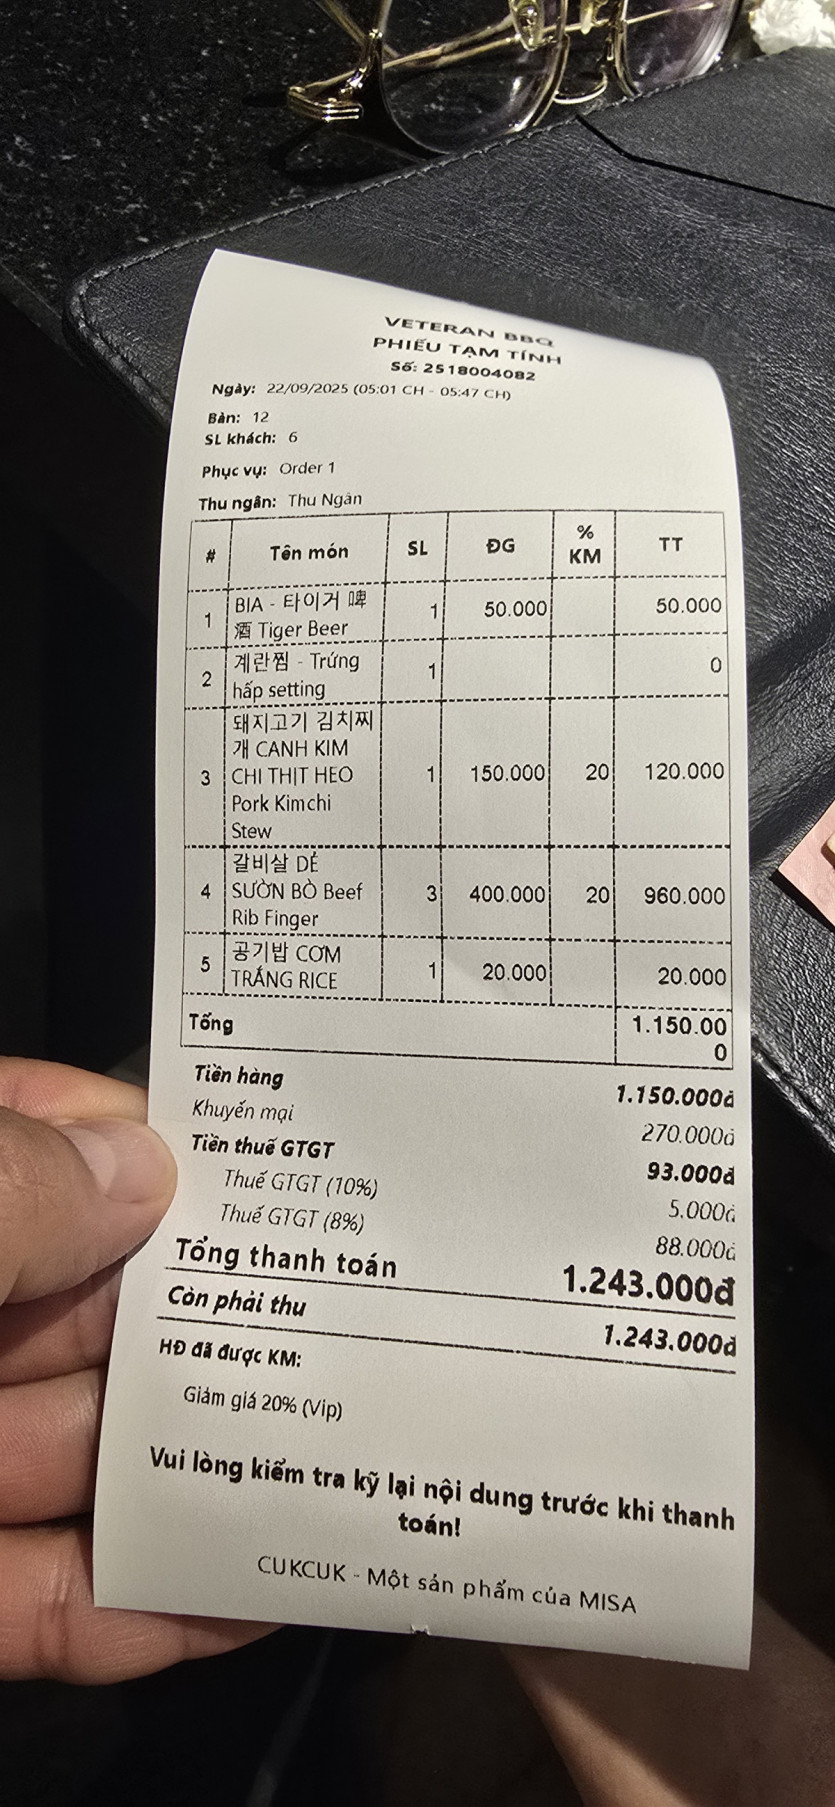 VETERAN BBQ
PHIẾU TẠM TÍNH
Số: 2518004082
Ngày: 22/09/2025 (05:01 CH - 05:47 CH)
Bàn: 12
SL khách: 6
Phục vụ: Order 1
Thu ngân: Thu Ngân
# Tên món SL ĐG % KM TT
1 BIA - 타이거 啤
酒 Tiger Beer 1 50.000 50.000
2 계란찜 - Trứng
hấp setting 1 0
돼지고기 김치찌
개 CANH KIM
3 CHI THỊT HEO 1 150.000 20 120.000
Pork Kimchi
Stew
갈비살 DẺ
4 SƯỜN BÒ Beef 3 400.000 20 960.000
Rib Finger
5 공기밥 CƠM
TRẮNG RICE 1 20.000 20.000
Tổng 1.150.00
0
Tiền hàng 1.150.000đ
Khuyến mại 270.000đ
Tiền thuế GTGT 93.000đ
Thuế GTGT (10%) 5.000đ
Thuế GTGT (8%) 88.000đ
Tổng thanh toán 1.243.000đ
Còn phải thu 1.243.000đ
HĐ đã được KM:
Giảm giá 20% (Vip)
Vui lòng kiểm tra kỹ lại nội dung trước khi thanh
toán!
CUKCUK - Một sản phẩm của MISA